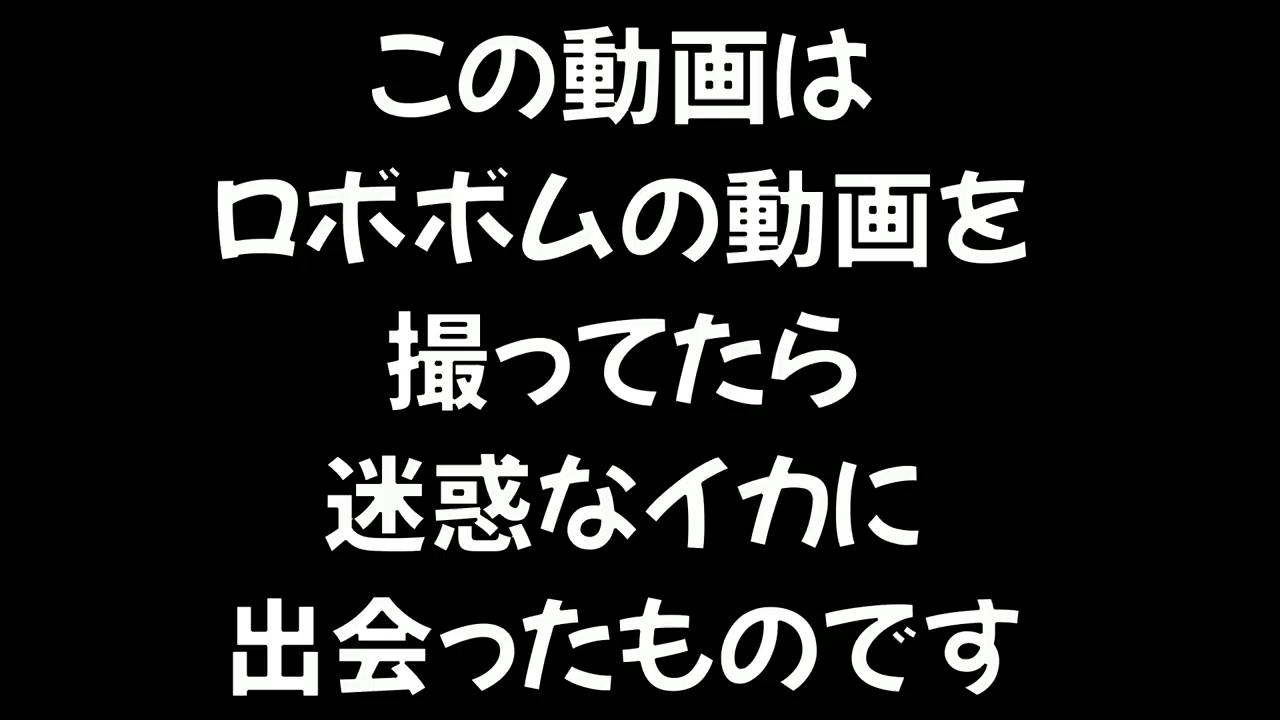 この動画は
ロボボムの動画を
撮ってたら
迷惑なイカに
出会ったものです